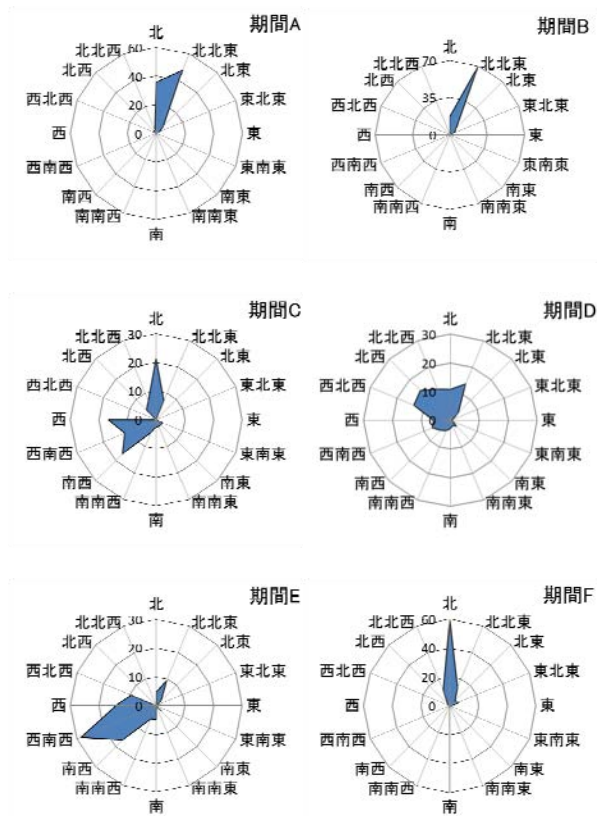 期間A
北
北北東
北東
東北東
東
東南東
南東
南南東
南
南南西
南西
西南西
西
西北西
北西
北北西
60
40
20
0
期間B
北
北北東
北東
東北東
東
東南東
南東
南南東
南
南南西
南西
西南西
西
西北西
北西
北北西
70
35
0
期間C
北
北北東
北東
東北東
東
東南東
南東
南南東
南
南南西
南西
西南西
西
西北西
北西
北北西
30
20
10
0
期間D
北
北北東
北東
東北東
東
東南東
南東
南南東
南
南南西
南西
西南西
西
西北西
北西
北北西
30
20
10
0
期間E
北
北北東
北東
東北東
東
東南東
南東
南南東
南
南南西
南西
西南西
西
西北西
北西
北北西
30
20
10
0
期間F
北
北北東
北東
東北東
東
東南東
南東
南南東
南
南南西
南西
西南西
西
西北西
北西
北北西
60
40
20
0